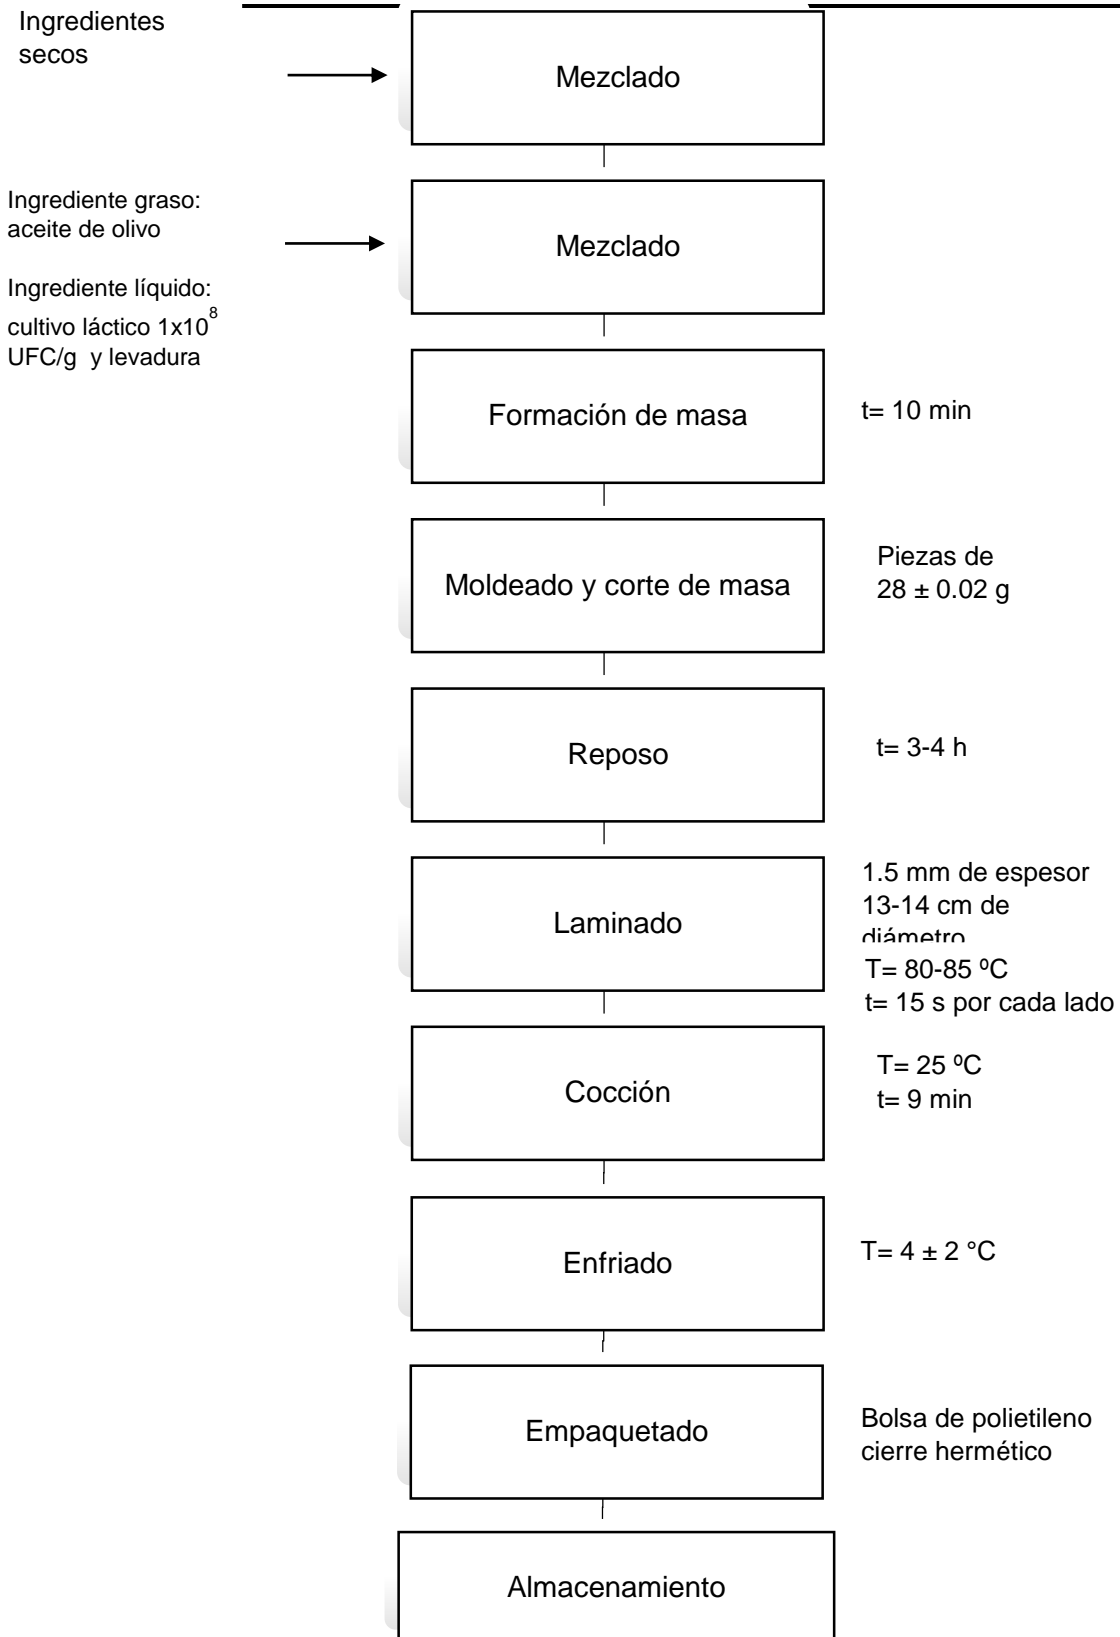 Ingredientes
secos
Mezclado
Ingrediente graso:
aceite de olivo
Ingrediente líquido:
cultivo láctico 1x10⁸
UFC/g y levadura
Mezclado
Formación de masa
t= 10 min
Moldeado y corte de masa
Piezas de
28 ± 0.02 g
Reposo
t= 3-4 h
Laminado
1.5 mm de espesor
13-14 cm de
diámetro
T= 80-85 ºC
t= 15 s por cada lado
Cocción
T= 25 ºC
t= 9 min
Enfriado
T= 4 ± 2 °C
Empaquetado
Bolsa de polietileno
cierre hermético
Almacenamiento